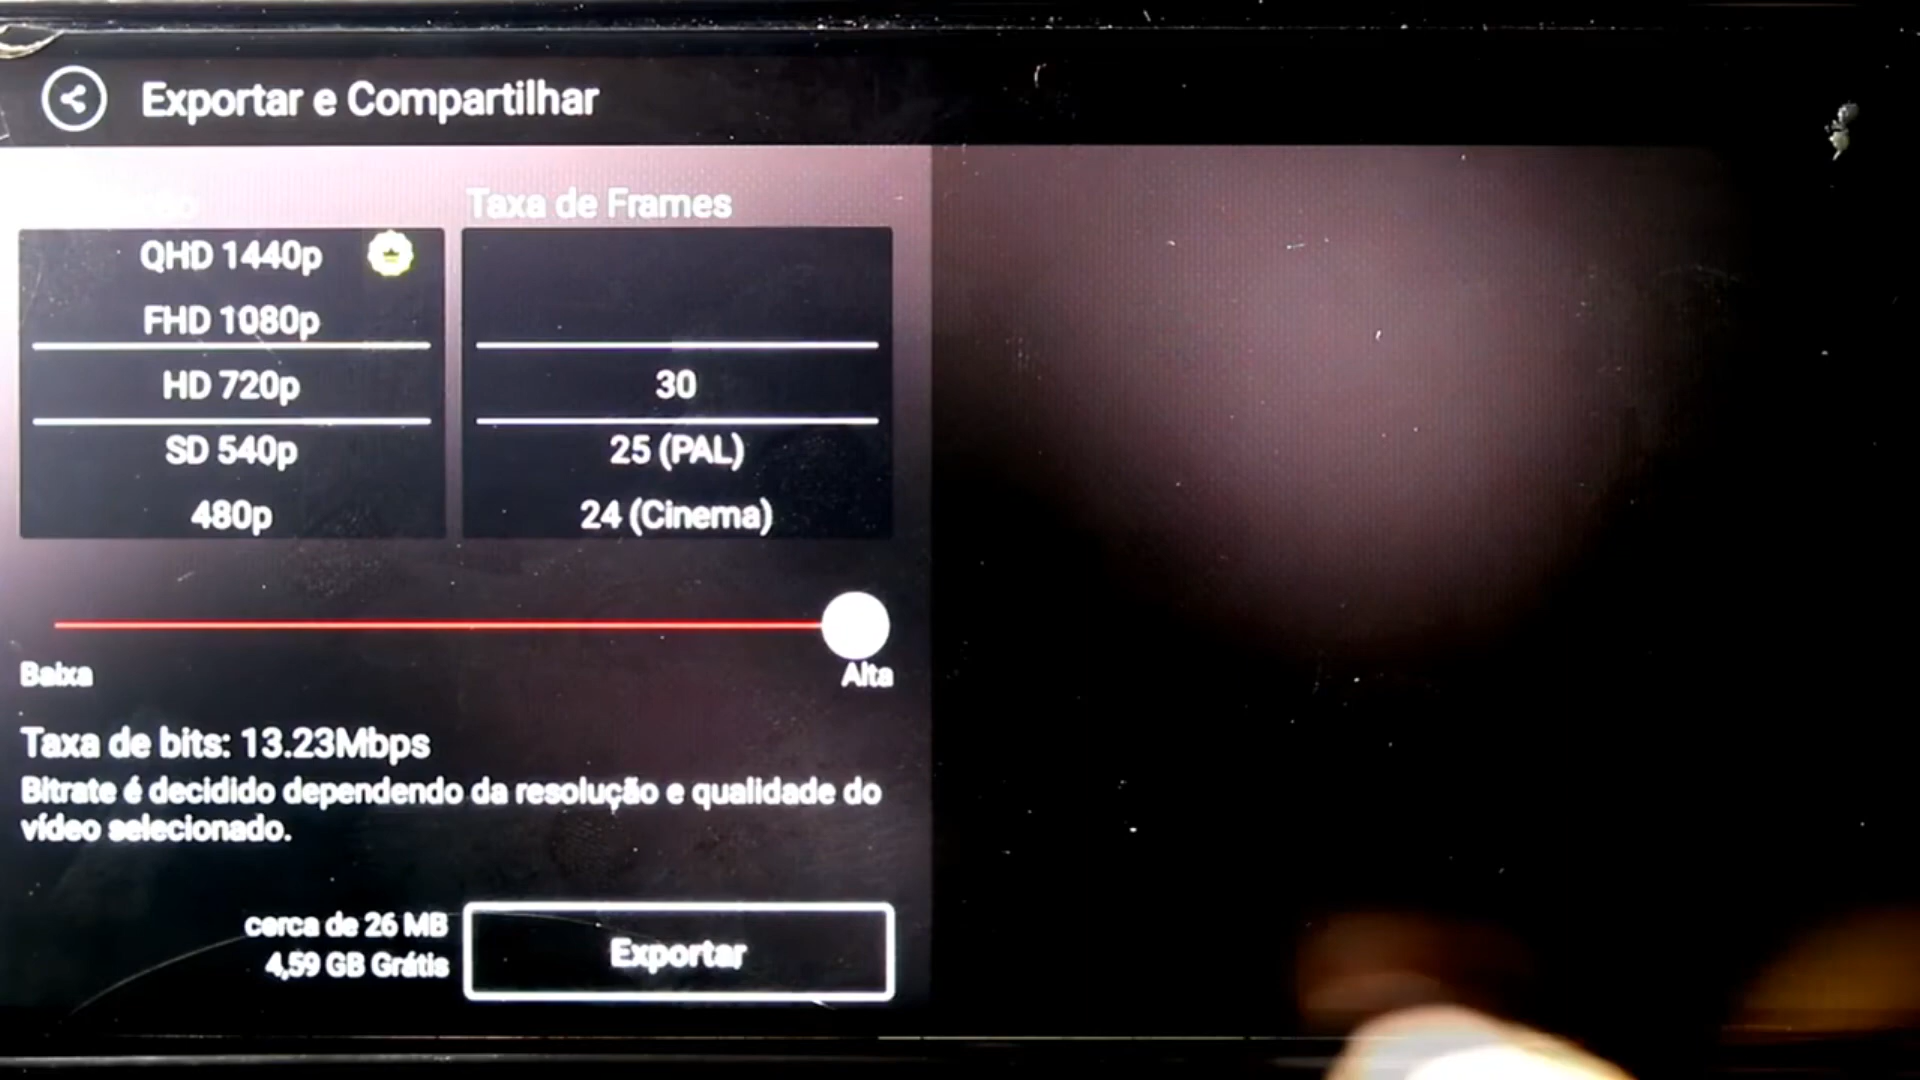 Exportar e Compartilhar
Taxa de Frames
QHD 1440p
FHD 1080p
HD 720p
SD 540p
480p
30
25 (PAL)
24 (Cinema)
Baixa
Alta
Taxa de bits: 13.23Mbps
Bitrate é decidido dependendo da resolução e qualidade do
vídeo selecionado.
cerca de 26 MB
4,59 GB Grátis
Exportar